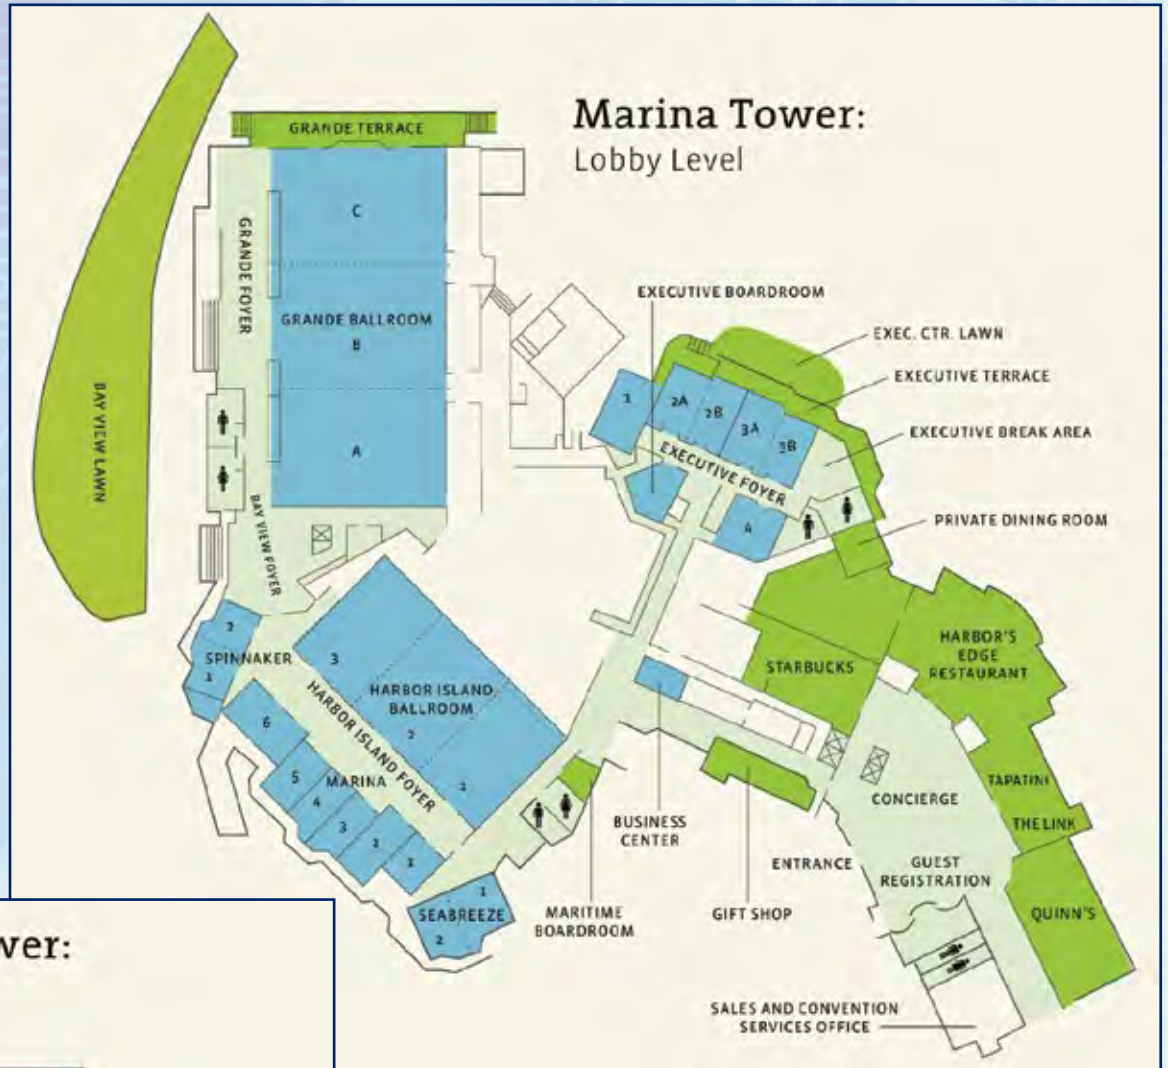 Marina Tower:
Lobby Level
GRANDE TERRACE
C
GRANDE FOYER
GRANDE BALLROOM
B
A
BAY VIEW LAWN
BAY VIEW FOYER
EXECUTIVE BOARDROOM
EXEC. CTR. LAWN
EXECUTIVE TERRACE
EXECUTIVE BREAK AREA
1
2A
2B
3A
3B
EXECUTIVE FOYER
4
PRIVATE DINING ROOM
2
SPINNAKER
1
3
HARBOR ISLAND
BALLROOM
2
1
HARBOR ISLAND FOYER
6
5
MARINA
4
3
2
1
STARBUCKS
HARBOR'S
EDGE
RESTAURANT
TAPATINI
THE LINK
CONCIERGE
BUSINESS
CENTER
ENTRANCE
GUEST
REGISTRATION
QUINN'S
1
SEABREEZE
2
MARITIME
BOARDROOM
GIFT SHOP
SALES AND CONVENTION
SERVICES OFFICE
wer: